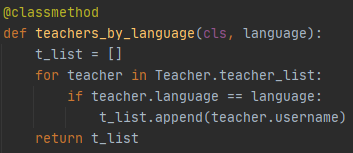 @classmethod
def teachers_by_language(cls, language):
    t_list = []
    for teacher in Teacher.teacher_list:
        if teacher.language == language:
            t_list.append(teacher.username)
    return t_list